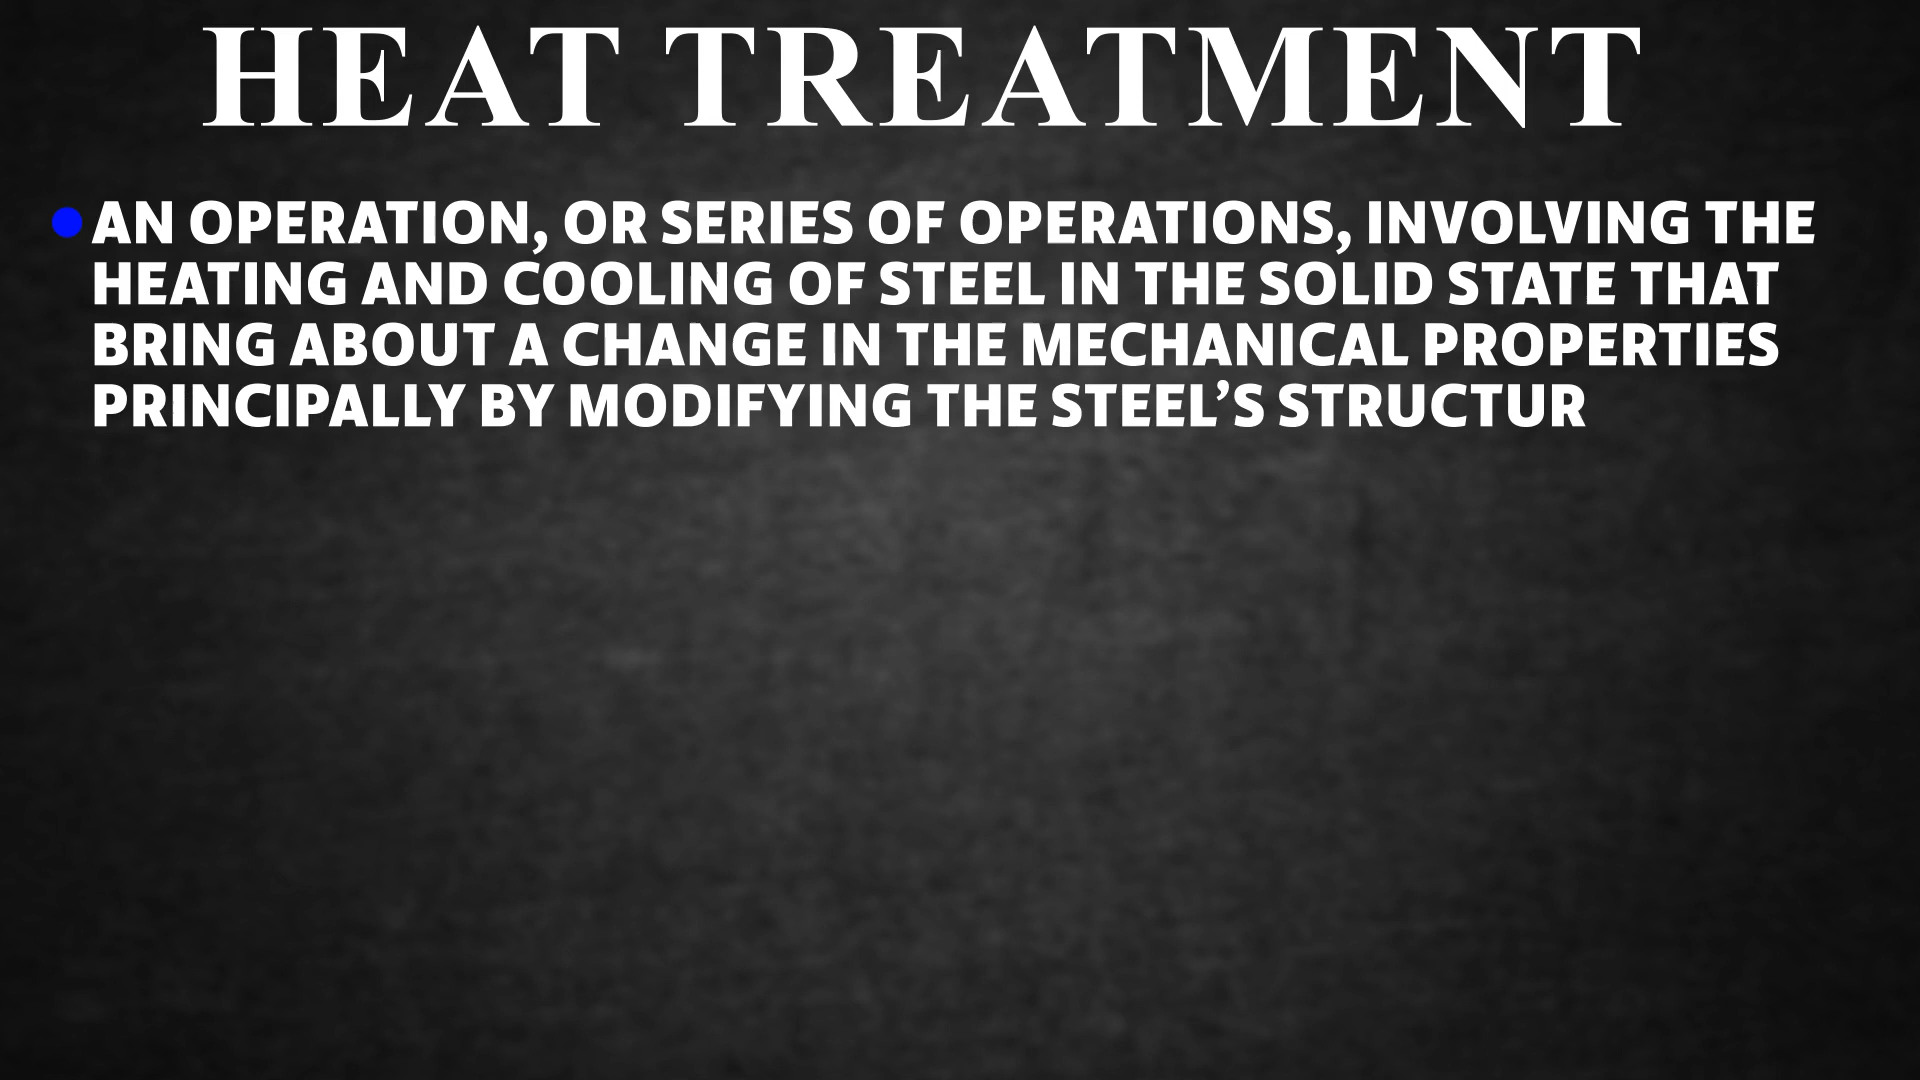 HEAT TREATMENT
● AN OPERATION, OR SERIES OF OPERATIONS, INVOLVING THE
HEATING AND COOLING OF STEEL IN THE SOLID STATE THAT
BRING ABOUT A CHANGE IN THE MECHANICAL PROPERTIES
PRINCIPALLY BY MODIFYING THE STEEL’S STRUCTUR